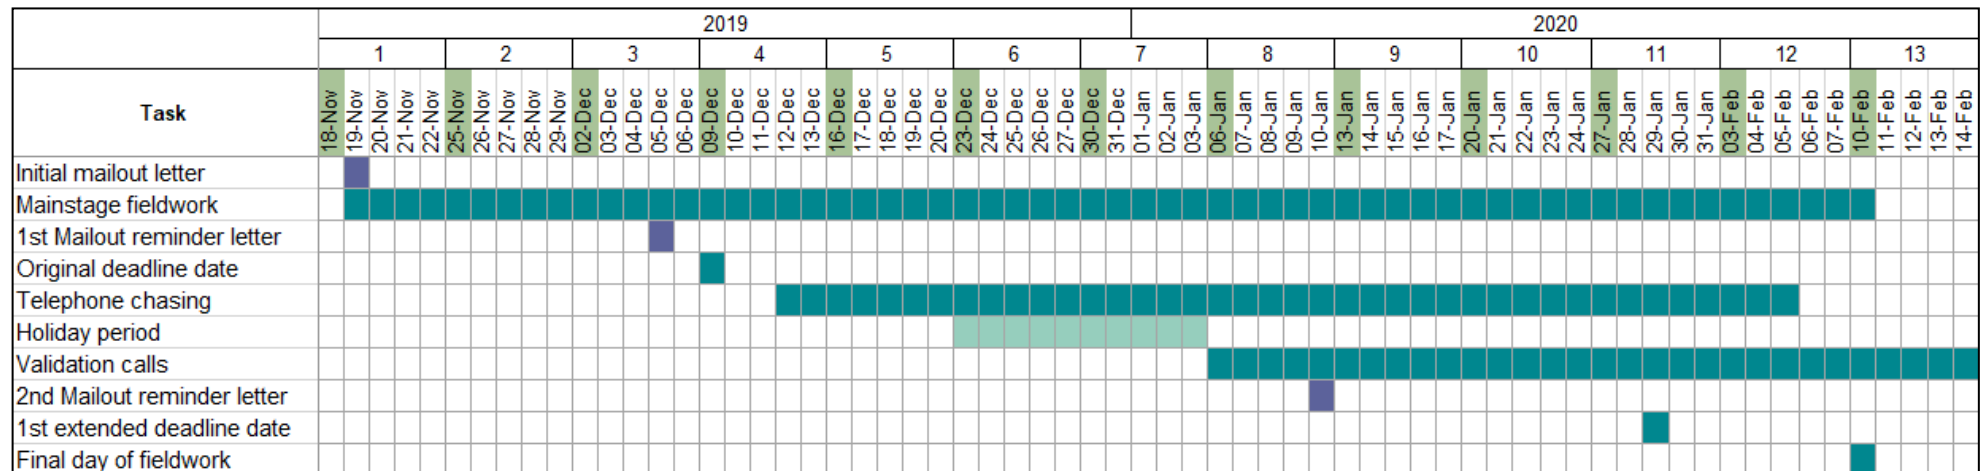 2019 2020
1 2 3 4 5 6 7 8 9 10 11 12 13
Task 18-Nov 19-Nov 20-Nov 21-Nov 22-Nov 25-Nov 26-Nov 27-Nov 28-Nov 29-Nov 02-Dec 03-Dec 04-Dec 05-Dec 06-Dec 09-Dec 10-Dec 11-Dec 12-Dec 13-Dec 16-Dec 17-Dec 18-Dec 19-Dec 20-Dec 23-Dec 24-Dec 25-Dec 26-Dec 27-Dec 30-Dec 31-Dec 01-Jan 02-Jan 03-Jan 06-Jan 07-Jan 08-Jan 09-Jan 10-Jan 13-Jan 14-Jan 15-Jan 16-Jan 17-Jan 20-Jan 21-Jan 22-Jan 23-Jan 24-Jan 27-Jan 28-Jan 29-Jan 30-Jan 31-Jan 03-Feb 04-Feb 05-Feb 06-Feb 07-Feb 10-Feb 11-Feb 12-Feb 13-Feb 14-Feb
Initial mailout letter
Mainstage fieldwork
1st Mailout reminder letter
Original deadline date
Telephone chasing
Holiday period
Validation calls
2nd Mailout reminder letter
1st extended deadline date
Final day of fieldwork